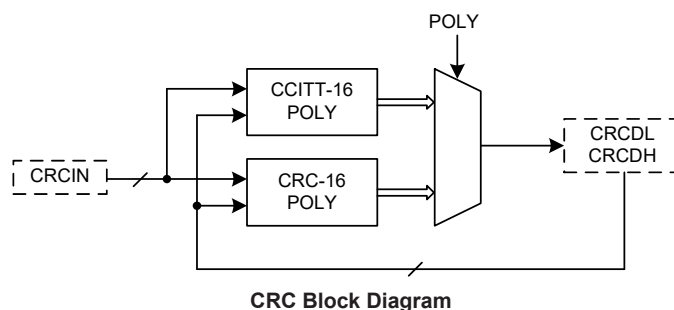 POLY
CCITT-16
POLY
CRCDL
CRCDH
CRCIN
CRC-16
POLY
CRC Block Diagram